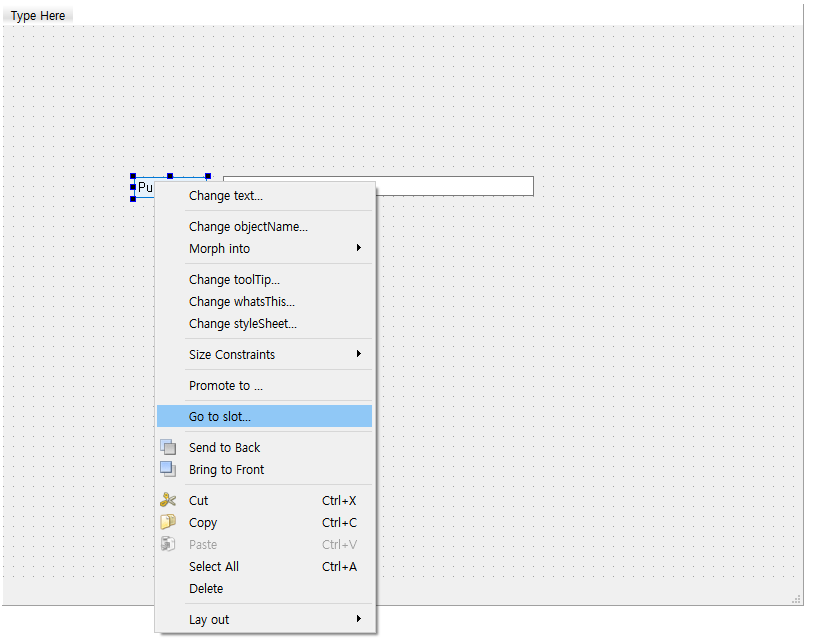 Type Here
Pu
Change text...
Change objectName...
Morph into
Change toolTip...
Change whatsThis...
Change styleSheet...
Size Constraints
Promote to ...
Go to slot...
Send to Back
Bring to Front
Cut Ctrl+X
Copy Ctrl+C
Paste Ctrl+V
Select All Ctrl+A
Delete
Lay out